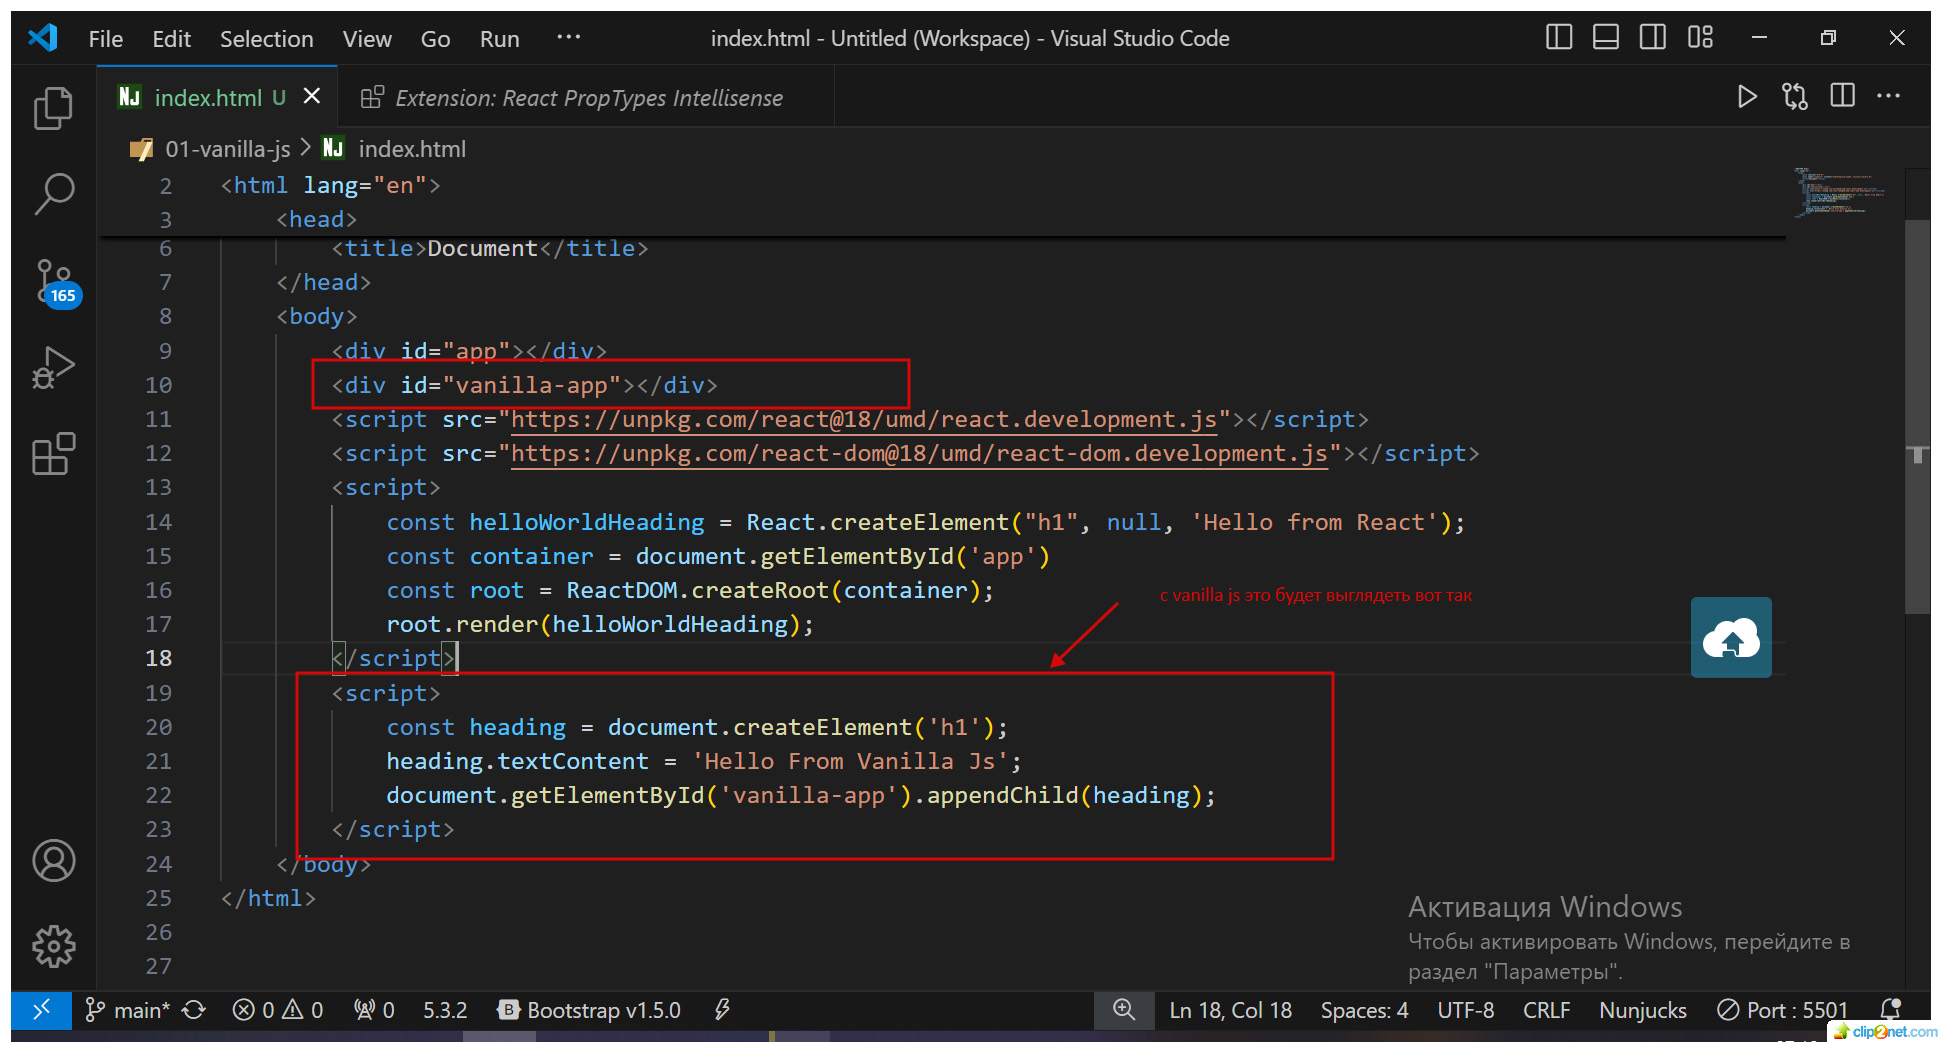 File Edit Selection View Go Run ··· index.html - Untitled (Workspace) - Visual Studio Code
NJ index.html U Extension: React PropTypes Intellisense
01-vanilla-js > NJ index.html
2 <html lang="en">
3 <head>
6 <title>Document</title>
7 </head>
8 <body>
9 <div id="app"></div>
10 <div id="vanilla-app"></div>
11 <script src="https://unpkg.com/react@18/umd/react.development.js"></script>
12 <script src="https://unpkg.com/react-dom@18/umd/react-dom.development.js"></script>
13 <script>
14 const helloWorldHeading = React.createElement("h1", null, 'Hello from React');
15 const container = document.getElementById('app')
16 const root = ReactDOM.createRoot(container);
с vanilla js это будет выглядеть вот так
17 root.render(helloWorldHeading);
18 </script>
19 <script>
20 const heading = document.createElement('h1');
21 heading.textContent = 'Hello From Vanilla Js';
22 document.getElementById('vanilla-app').appendChild(heading);
23 </script>
24 </body>
25 </html>
26
27
165
Активация Windows
Чтобы активировать Windows, перейдите в
раздел "Параметры".
main* 0 0 0 5.3.2 B Bootstrap v1.5.0 Ln 18, Col 18 Spaces: 4 UTF-8 CRLF Nunjucks Port : 5501
clip2net.com